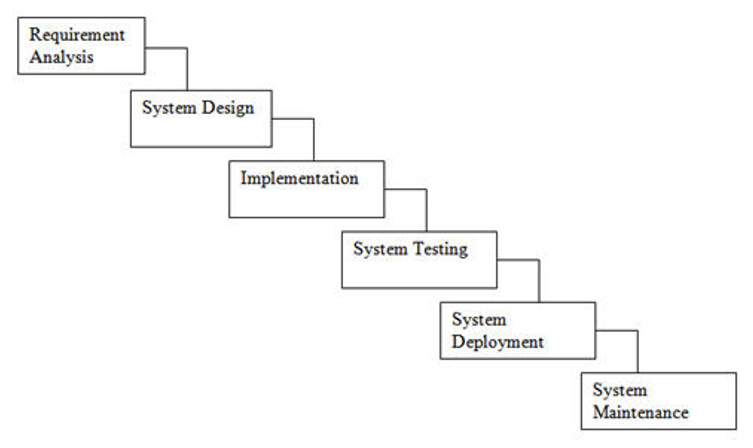 Requirement
Analysis
System Design
Implementation
System Testing
System
Deployment
System
Maintenance